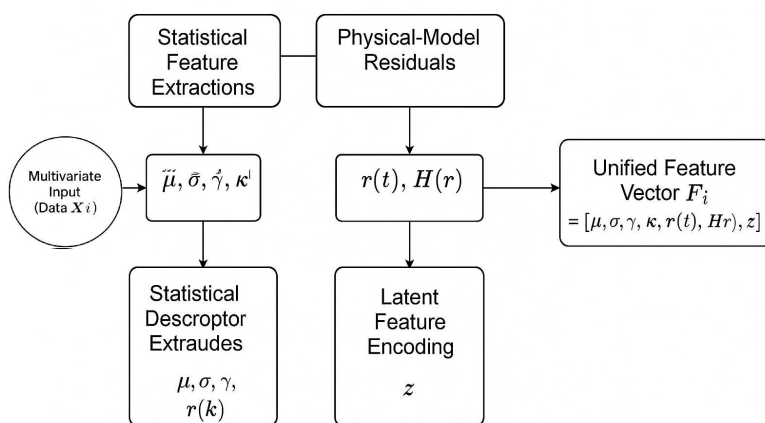 Statistical
Feature
Extractions
Physical-Model
Residuals
Multivariate
Input
(Data Xi)
μ̃, σ̄, γ̇, κ|
r(t), H(r)
Unified Feature
Vector F_i
= [μ, σ, γ, κ, r(t), Hr), z]
Statistical
Descroptor
Extraudes
μ, σ, γ,
r(k)
Latent
Feature
Encoding
z